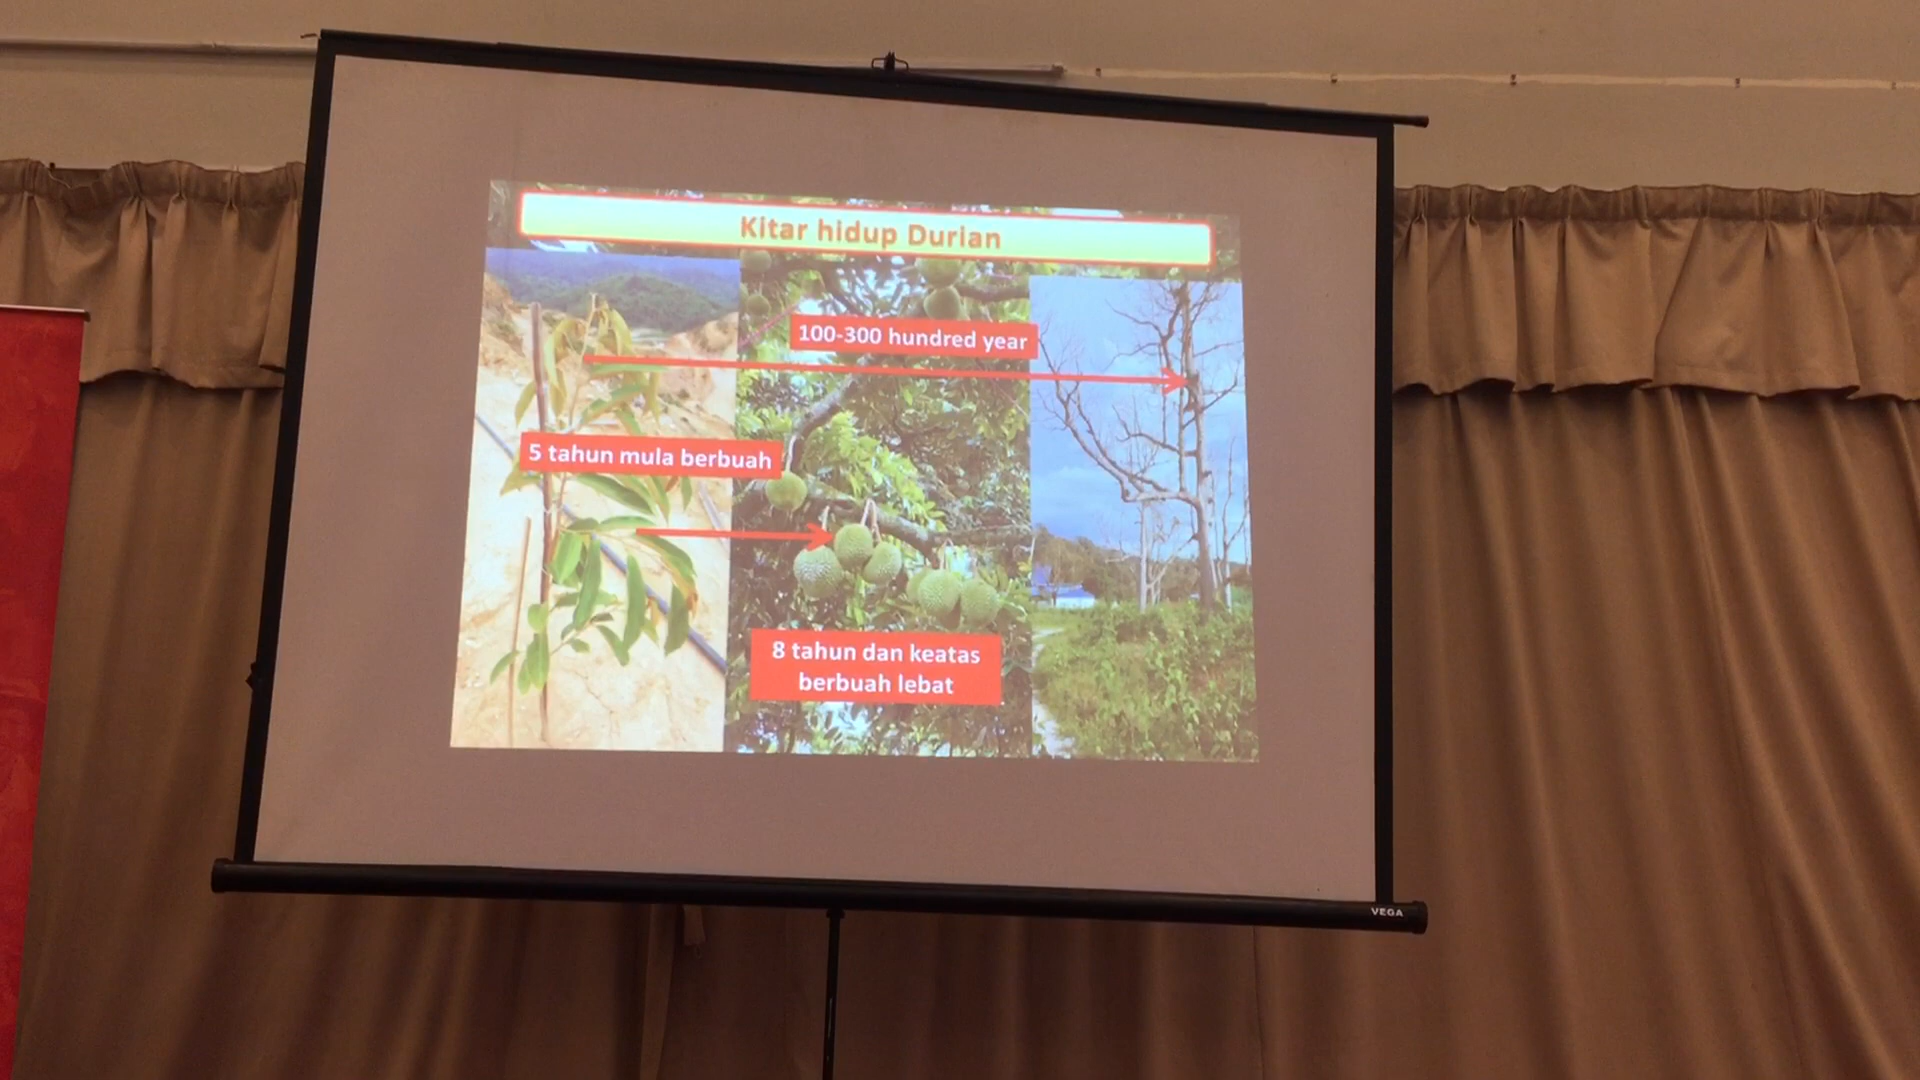 Kitar hidup Durian
100-300 hundred year
5 tahun mula berbuah
8 tahun dan keatas
berbuah lebat
VEGA